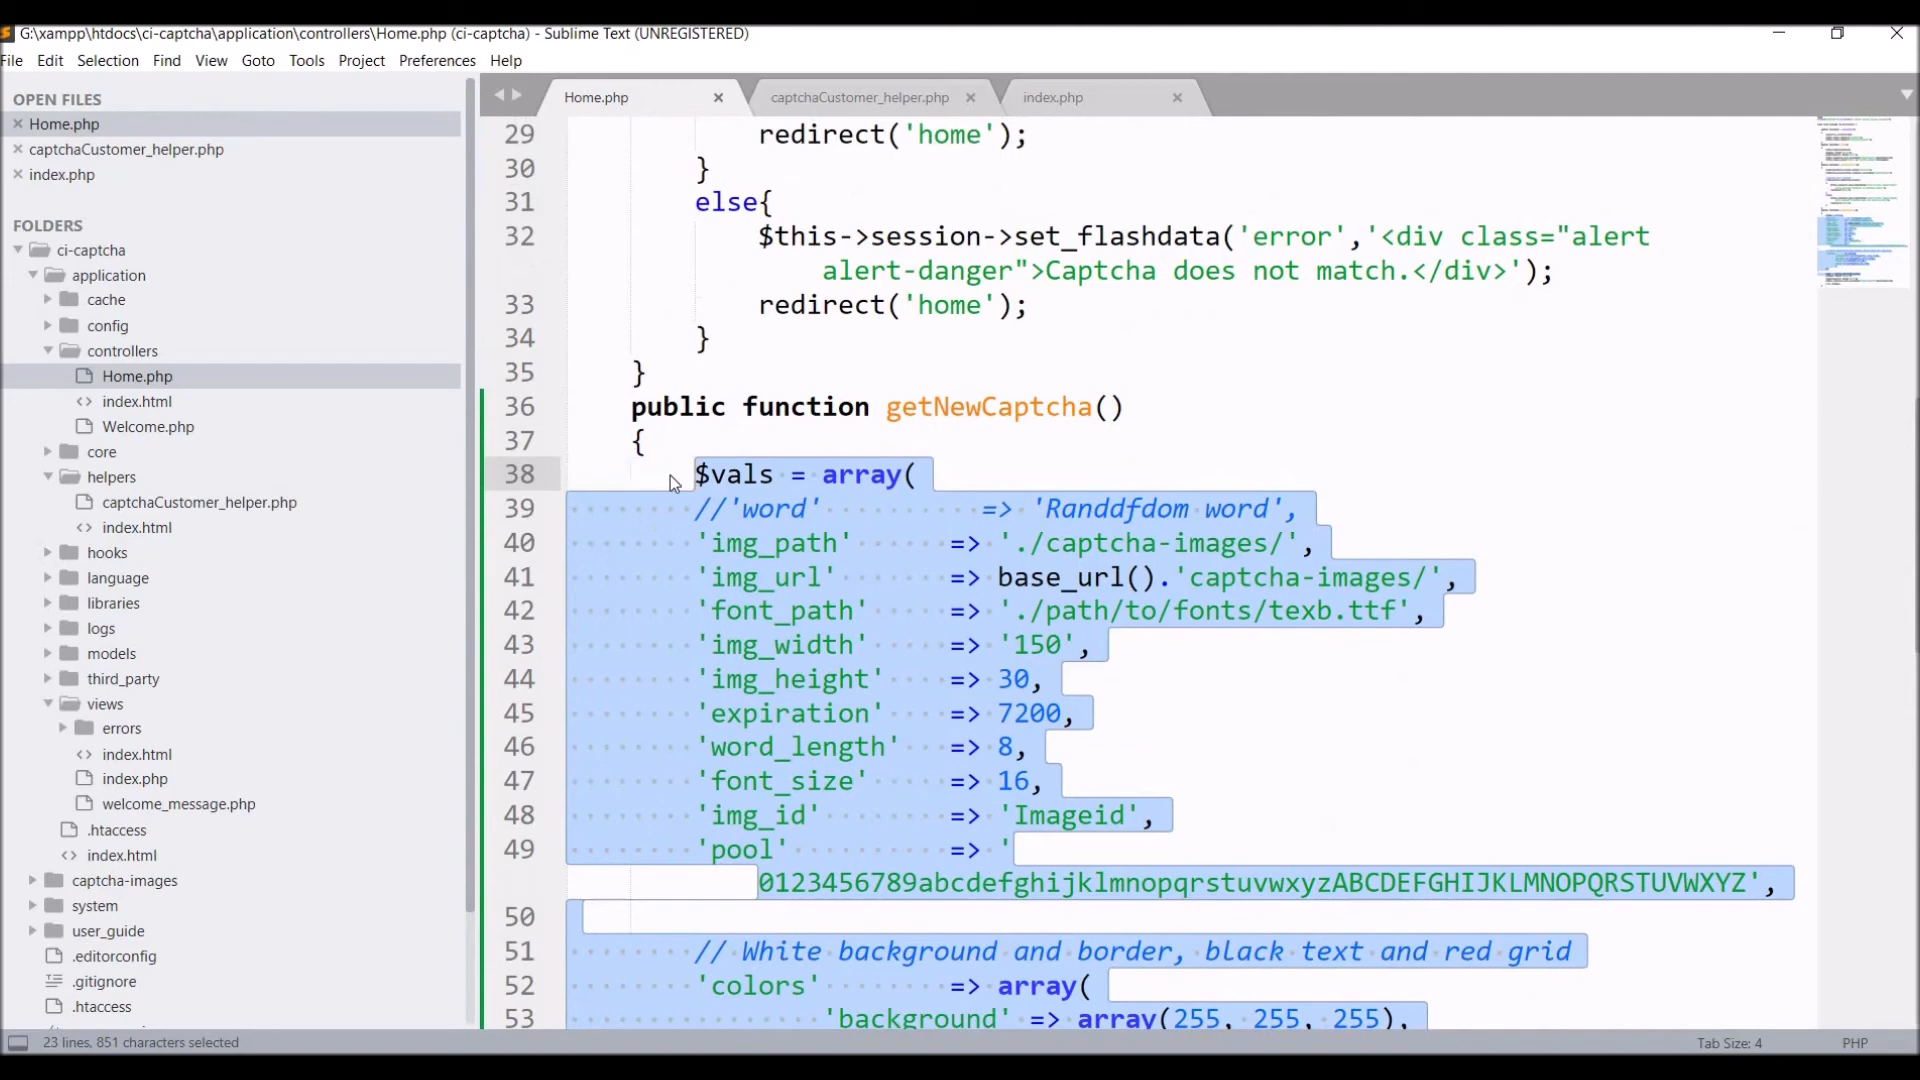 G:\xampp\htdocs\ci-captcha\application\controllers\Home.php (ci-captcha) - Sublime Text (UNREGISTERED)
File Edit Selection Find View Goto Tools Project Preferences Help
OPEN FILES
Home.php
captchaCustomer_helper.php
index.php
FOLDERS
ci-captcha
application
cache
config
controllers
Home.php
index.html
Welcome.php
core
helpers
captchaCustomer_helper.php
index.html
hooks
language
libraries
logs
models
third_party
views
errors
index.html
index.php
welcome_message.php
.htaccess
index.html
captcha-images
system
user_guide
.editorconfig
.gitignore
.htaccess
Home.php captchaCustomer_helper.php index.php
29 redirect('home');
30 }
31 else{
32 $this->session->set_flashdata('error','<div class="alert
alert-danger">Captcha does not match.</div>');
33 redirect('home');
34 }
35 }
36 public function getNewCaptcha()
37 {
38 $vals = array(
39 //'word' => 'Randdfdom word',
40 'img_path' => './captcha-images/',
41 'img_url' => base_url().'captcha-images/',
42 'font_path' => './path/to/fonts/texb.ttf',
43 'img_width' => '150',
44 'img_height' => 30,
45 'expiration' => 7200,
46 'word_length' => 8,
47 'font_size' => 16,
48 'img_id' => 'Imageid',
49 'pool' => '
0123456789abcdefghijklmnopqrstuvwxyzABCDEFGHIJKLMNOPQRSTUVWXYZ',
50
51 // White background and border, black text and red grid
52 'colors' => array(
53 'background' => array(255, 255, 255),
23 lines, 851 characters selected
Tab Size: 4 PHP